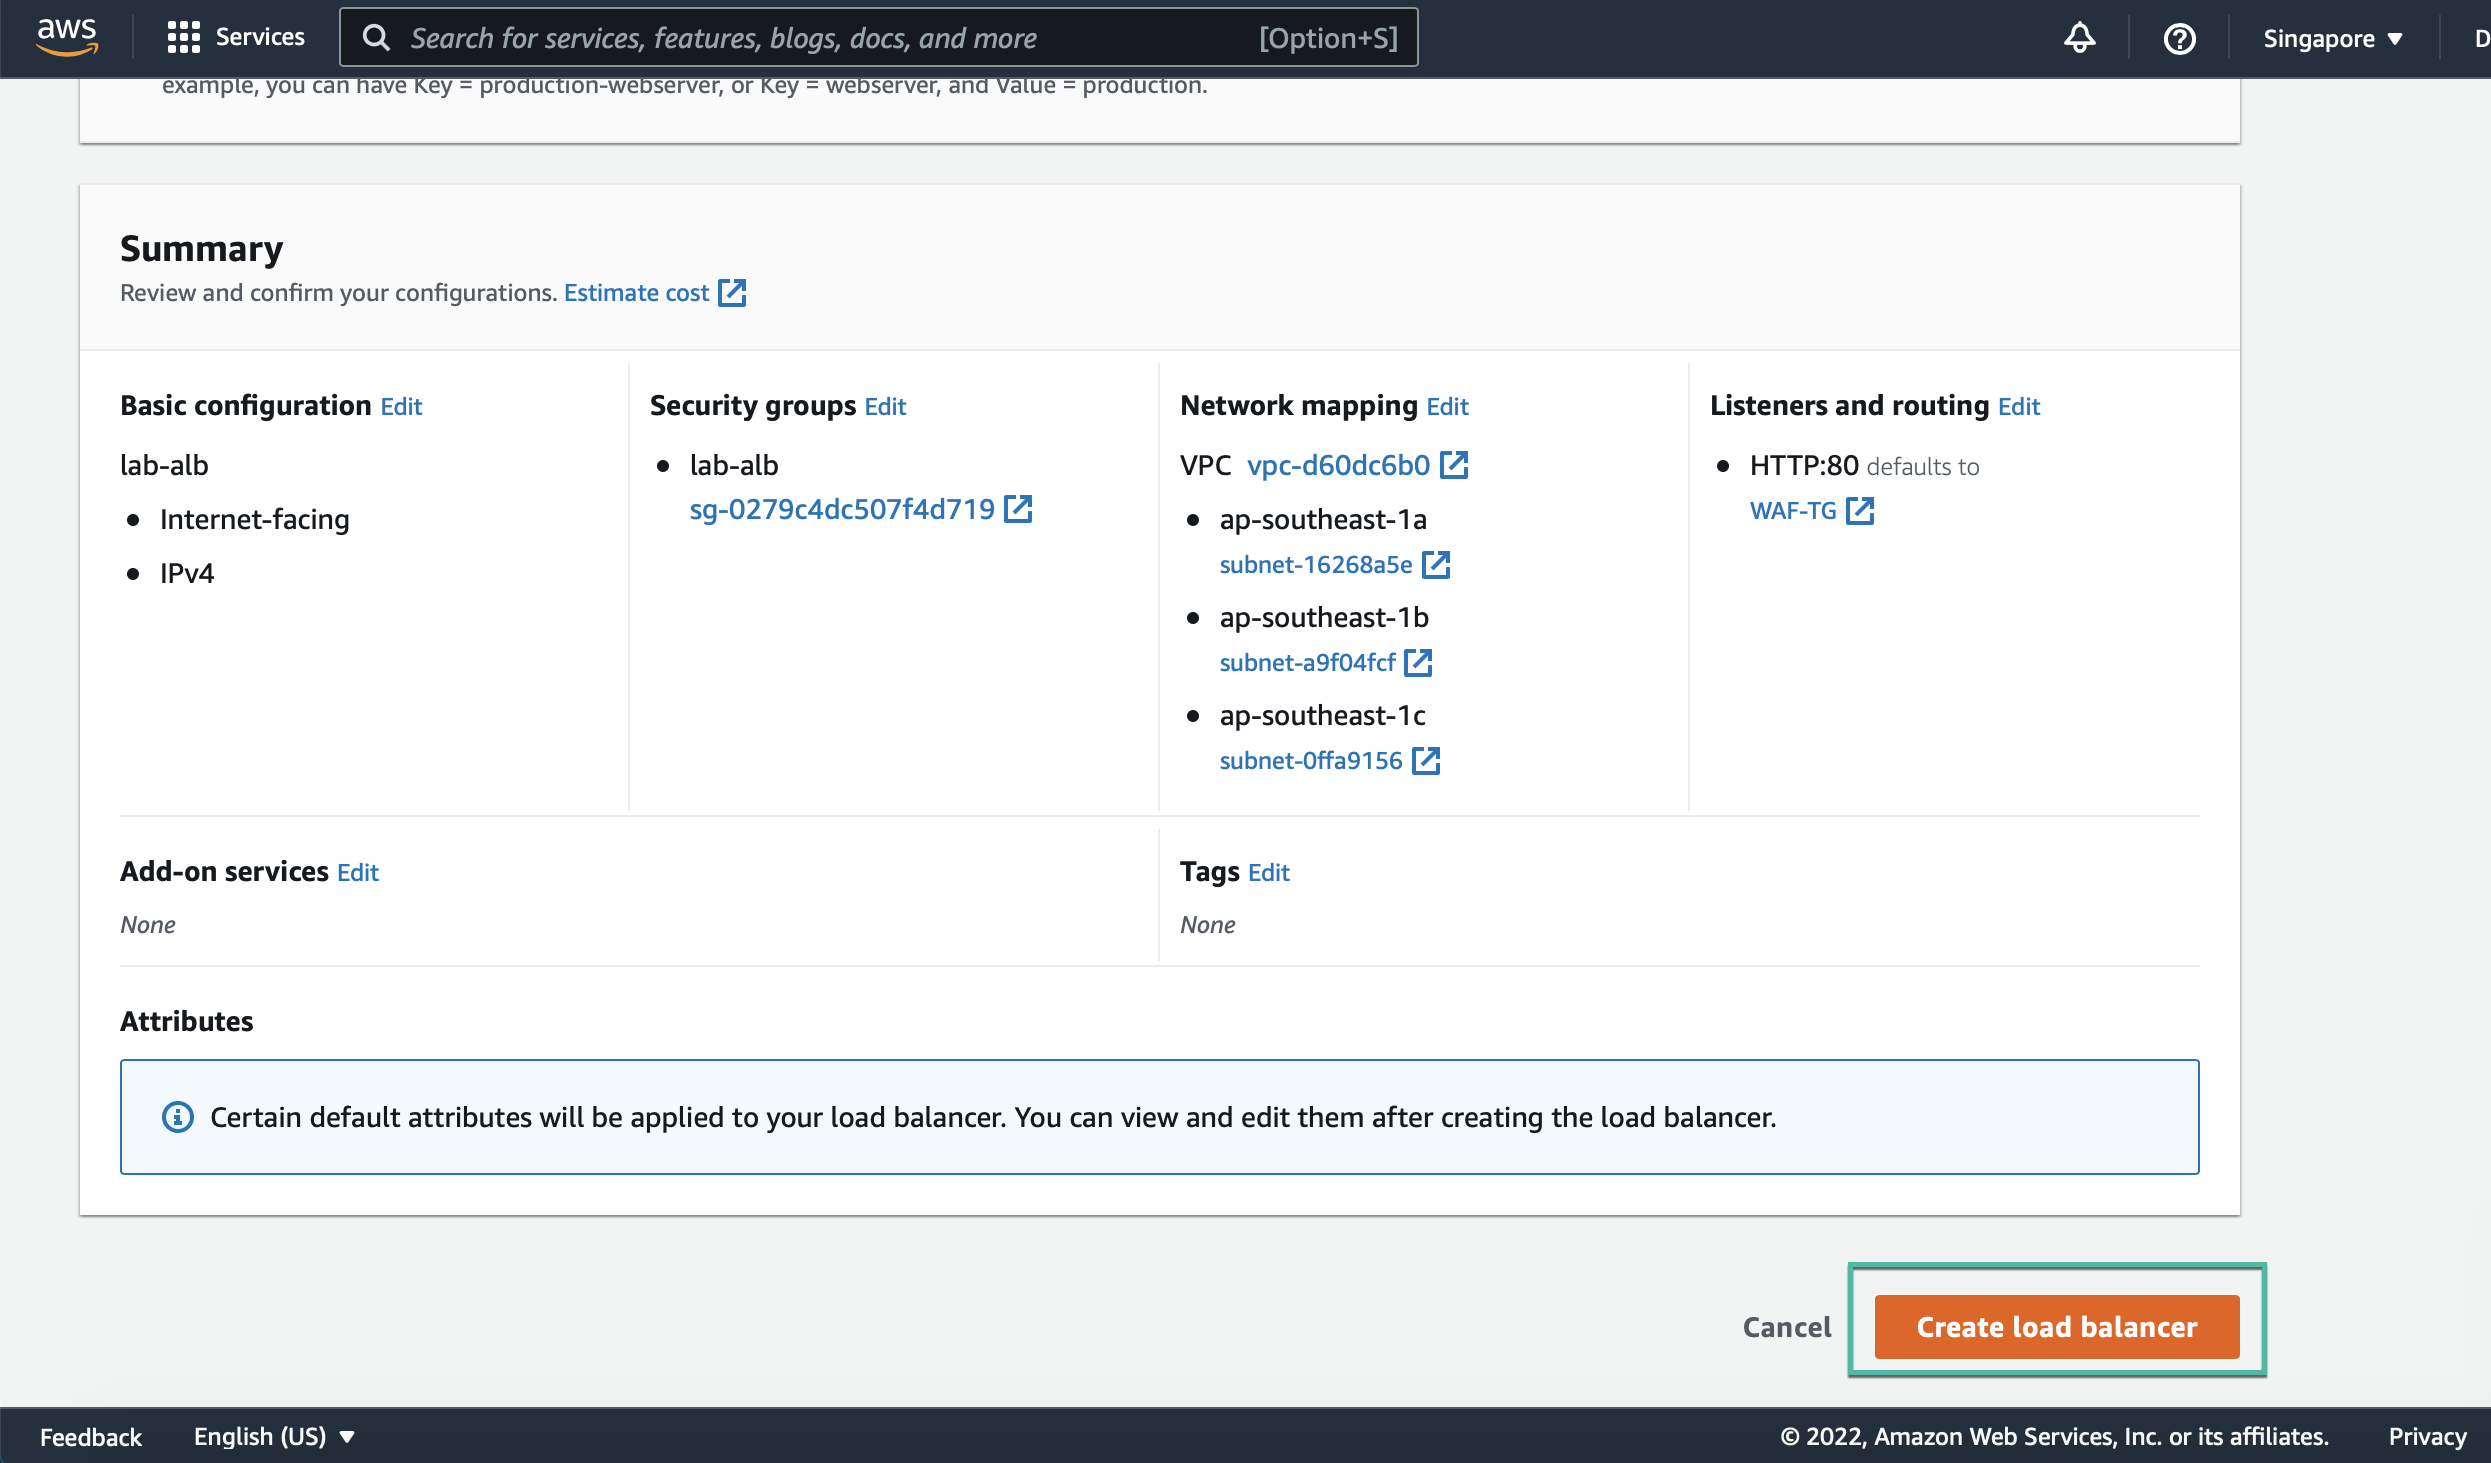 aws
Services
Search for services, features, blogs, docs, and more
[Option+S]
Singapore
example, you can have Key = production-webserver, or Key = webserver, and Value = production.
Summary
Review and confirm your configurations. Estimate cost
Basic configuration Edit
lab-alb
Internet-facing
IPv4
Security groups Edit
lab-alb
sg-0279c4dc507f4d719
Network mapping Edit
VPC vpc-d60dc6b0
ap-southeast-1a
subnet-16268a5e
ap-southeast-1b
subnet-a9f04fcf
ap-southeast-1c
subnet-0ffa9156
Listeners and routing Edit
HTTP:80 defaults to
WAF-TG
Add-on services Edit
None
Tags Edit
None
Attributes
Certain default attributes will be applied to your load balancer. You can view and edit them after creating the load balancer.
Cancel
Create load balancer
Feedback
English (US)
© 2022, Amazon Web Services, Inc. or its affiliates.
Privacy